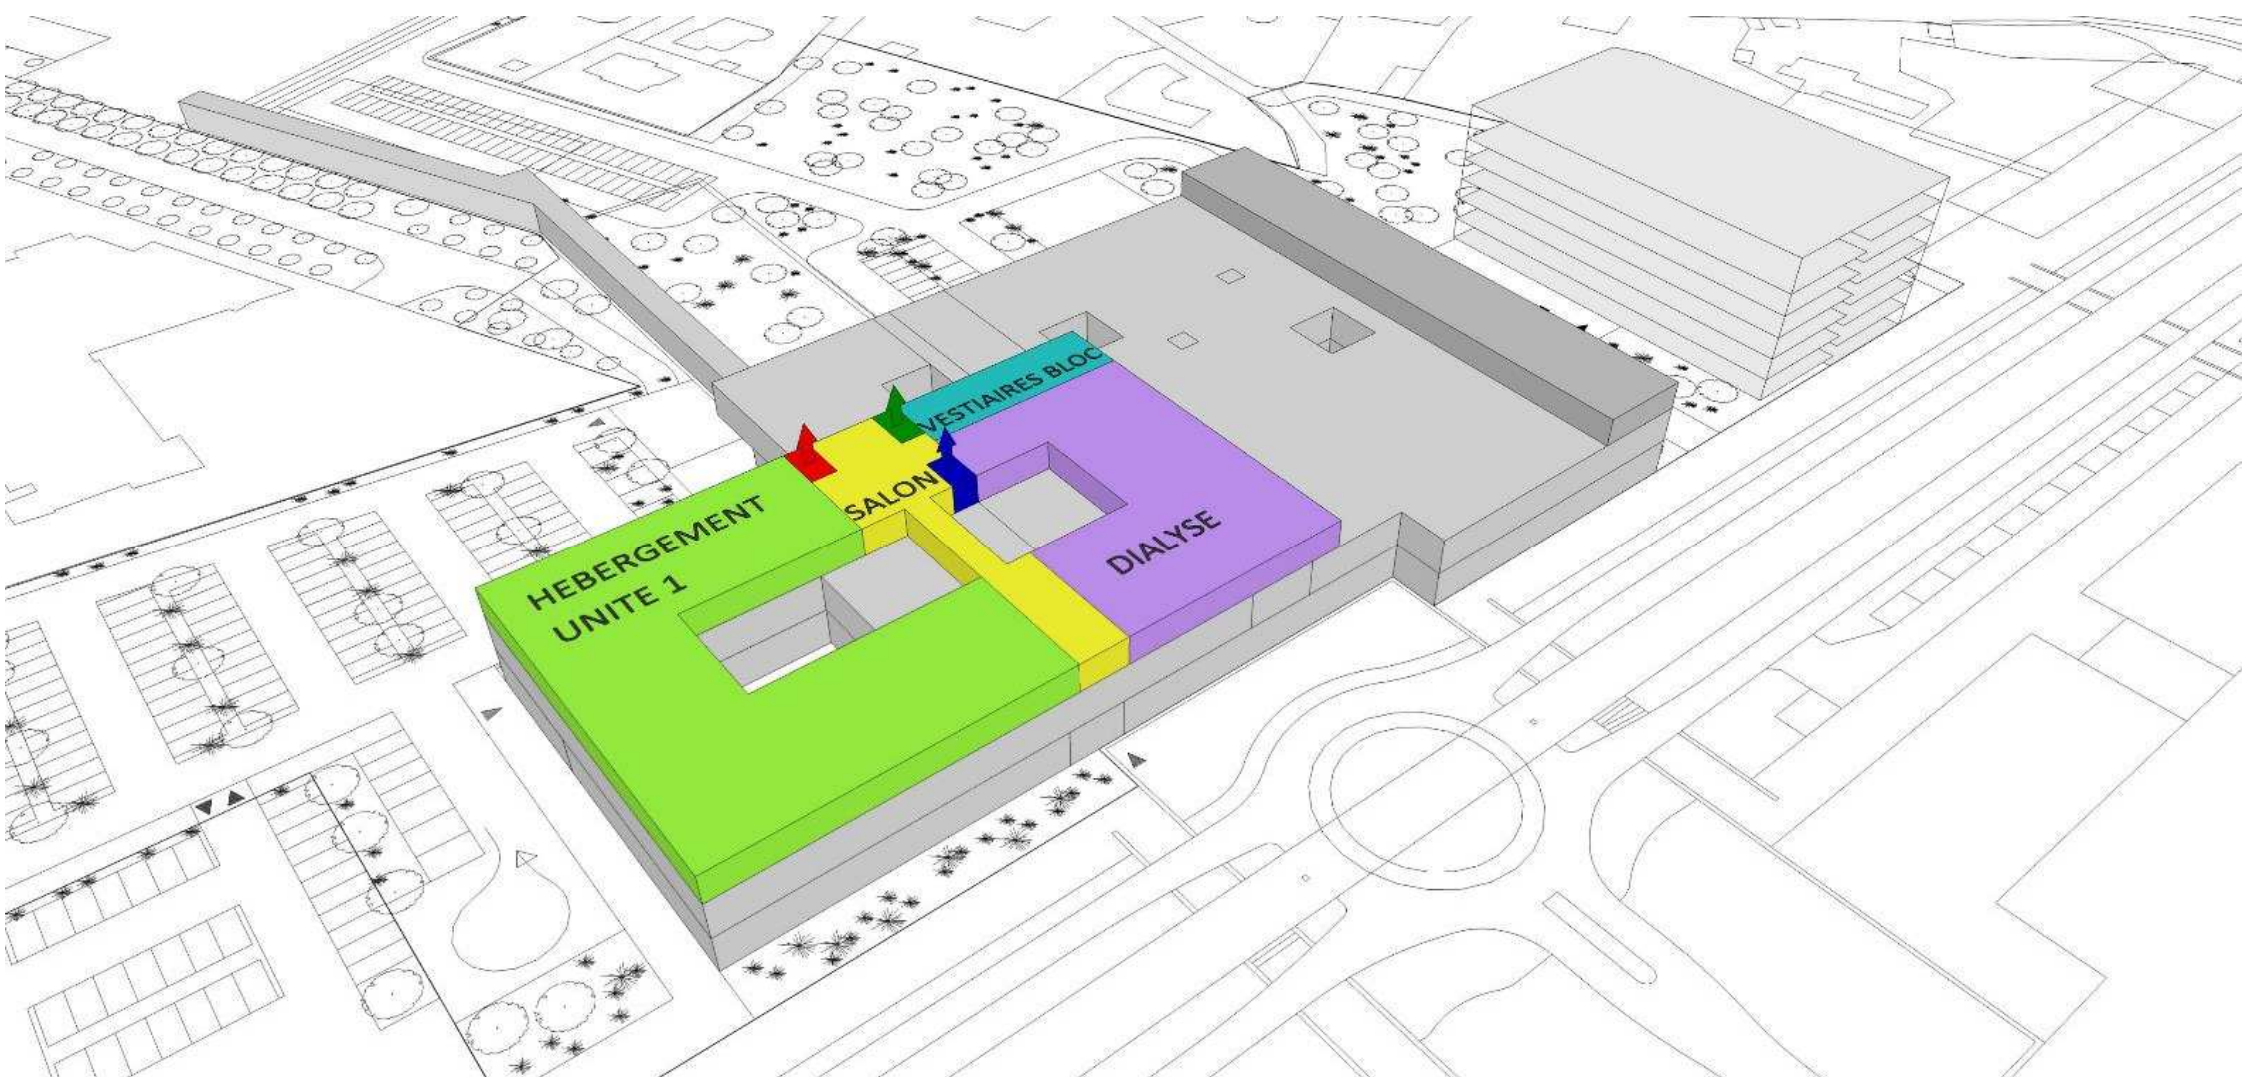 VESTIAIRES BLOC
SALON
HEBERGEMENT
UNITE 1
DIALYSE